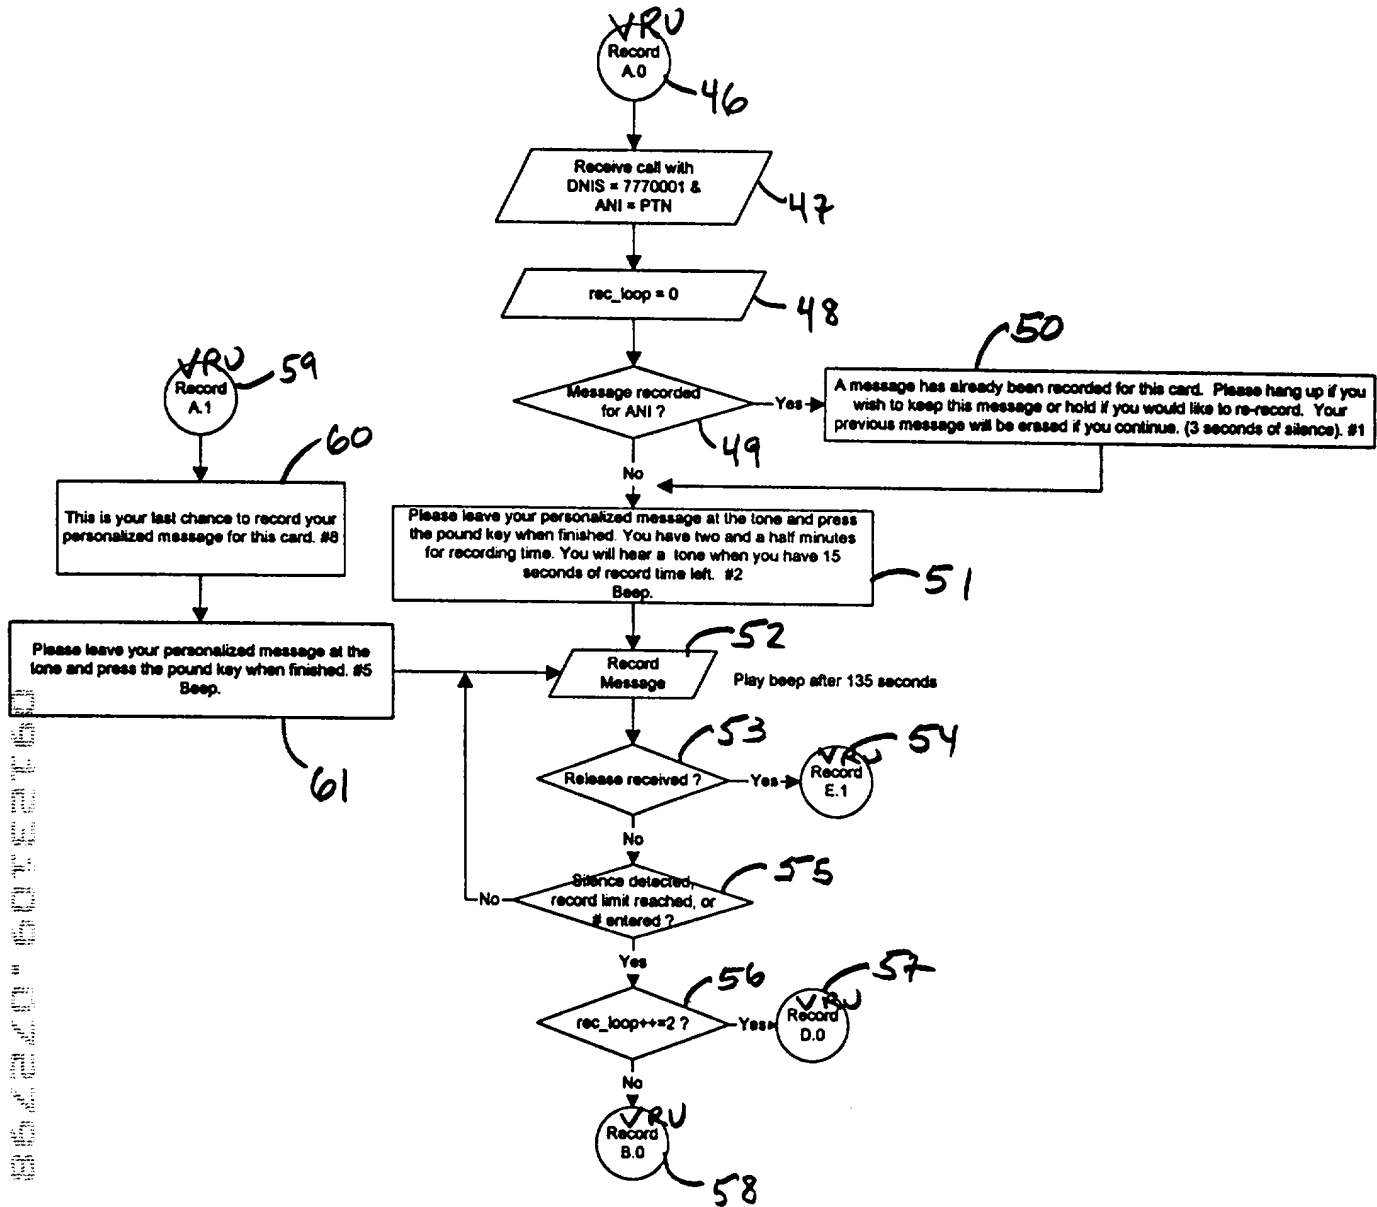 VRU
Record
A.0
46
Receive call with
DNIS = 7770001 &
ANI = PTN
47
rec_loop = 0
48
Message recorded
for ANI ?
49
Yes
No
50
A message has already been recorded for this card. Please hang up if you
wish to keep this message or hold if you would like to re-record. Your
previous message will be erased if you continue. (3 seconds of silence). #1
VRU
Record
A.1
59
60
This is your last chance to record your
personalized message for this card. #8
Please leave your personalized message at the
tone and press the pound key when finished. #5
Beep.
61
Please leave your personalized message at the tone and press
the pound key when finished. You have two and a half minutes
for recording time. You will hear a tone when you have 15
seconds of record time left. #2
Beep.
51
Record
Message
52
Play beep after 135 seconds
Release received ?
53
Yes
VRU
Record
E.1
54
No
Silence detected,
record limit reached, or
# entered ?
55
No
Yes
rec_loop++=2 ?
56
Yes
VRU
Record
D.0
57
No
VRU
Record
B.0
58